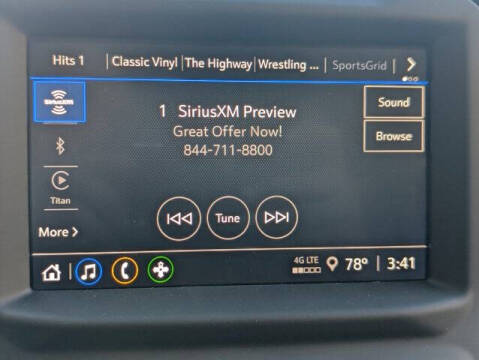 Hits 1 | Classic Vinyl | The Highway | Wrestling ... | SportsGrid |
SiriusXM
1 SiriusXM Preview
Great Offer Now!
844-711-8800
Sound
Browse
Titan
Tune
More >
4G LTE
78° | 3:41